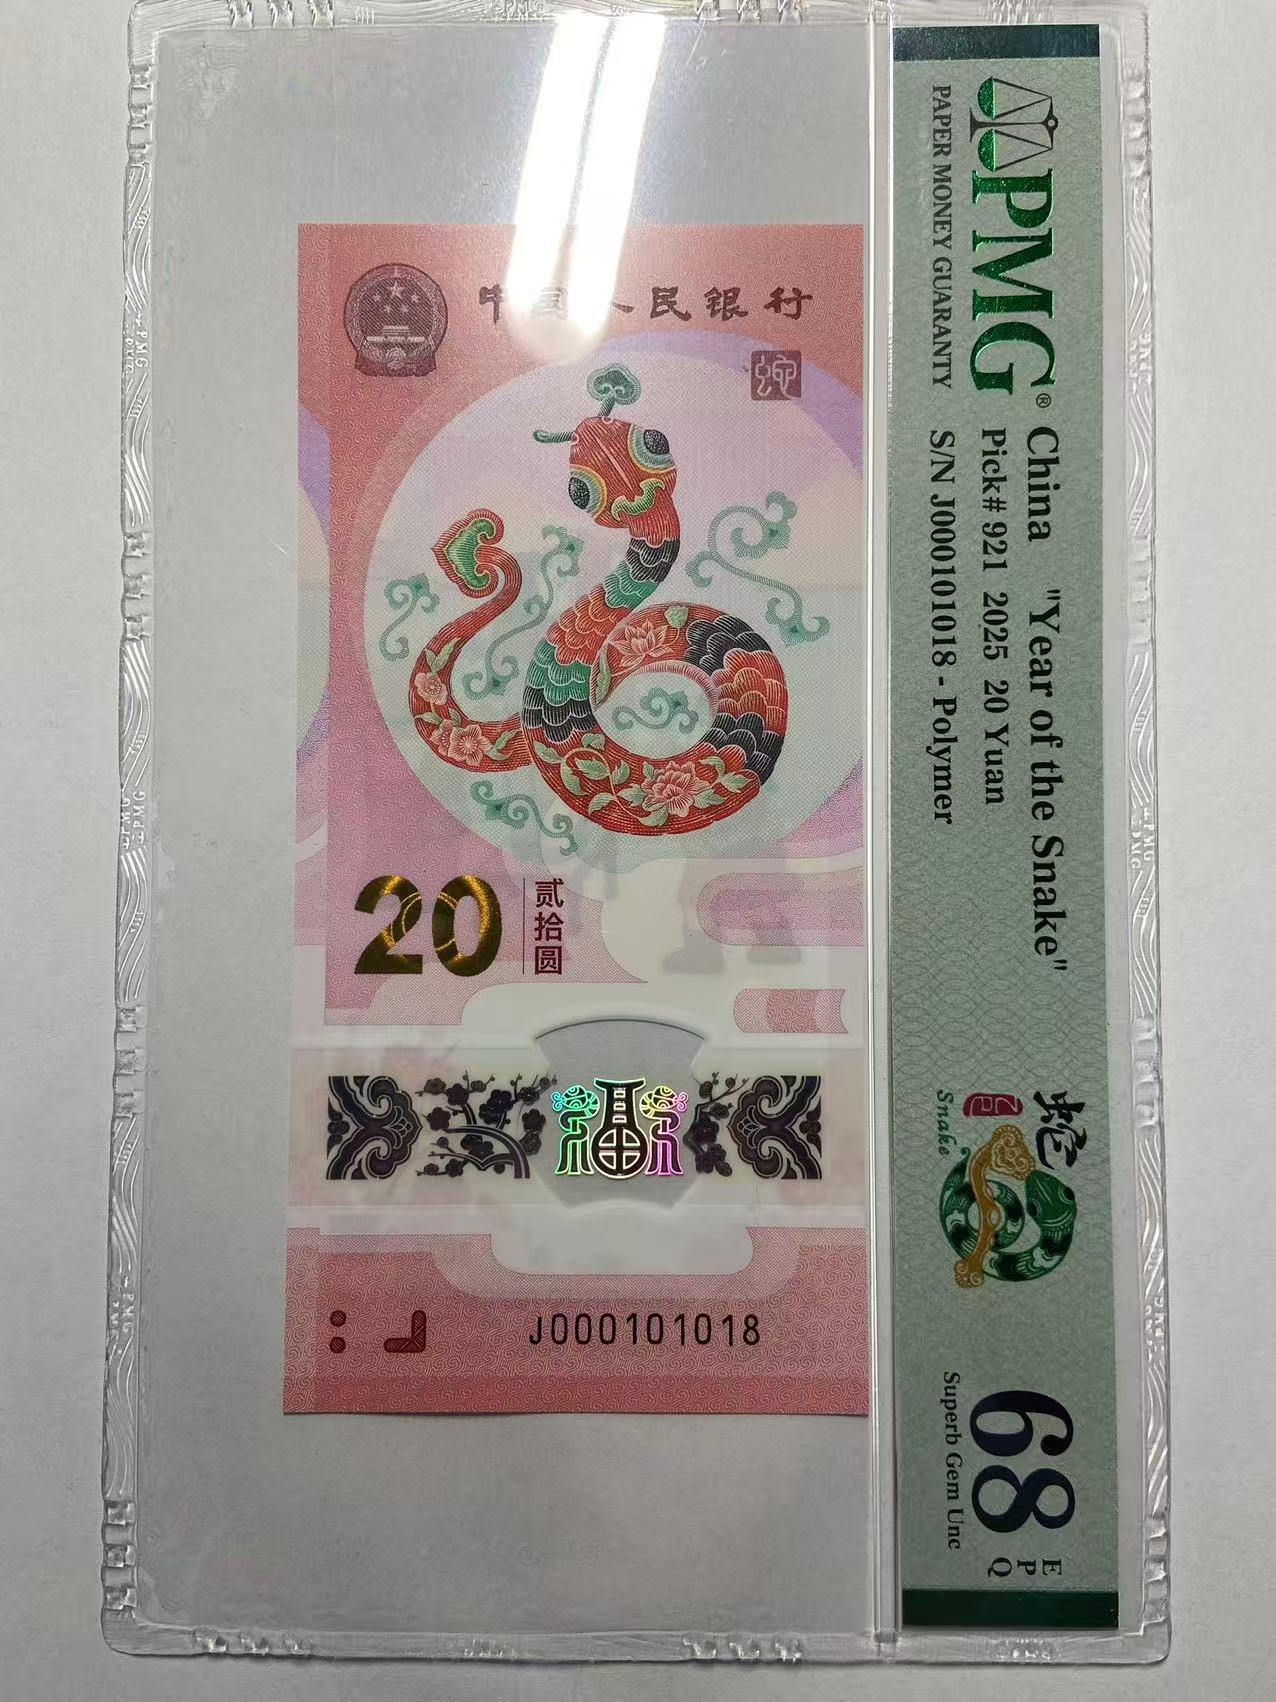 中国人民银行
蛇
20
贰拾圆
J000101018
PMG®
PAPER MONEY GUARANTY
China "Year of the Snake"
Pick# 921 2025 20 Yuan
S/N J000101018 - Polymer
蛇
Snake
68 EPQ
Superb Gem Unc